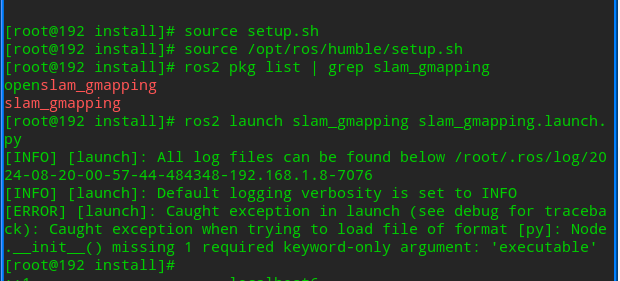 [root@192 install]# source setup.sh
[root@192 install]# source /opt/ros/humble/setup.sh
[root@192 install]# ros2 pkg list | grep slam_gmapping
openslam_gmapping
slam_gmapping
[root@192 install]# ros2 launch slam_gmapping slam_gmapping.launch.
py
[INFO] [launch]: All log files can be found below /root/.ros/log/202
4-08-20-00-57-44-484348-192.168.1.8-7076
[INFO] [launch]: Default logging verbosity is set to INFO
[ERROR] [launch]: Caught exception in launch (see debug for traceba
ck): Caught exception when trying to load file of format [py]: Node
.__init__() missing 1 required keyword-only argument: 'executable'
[root@192 install]#